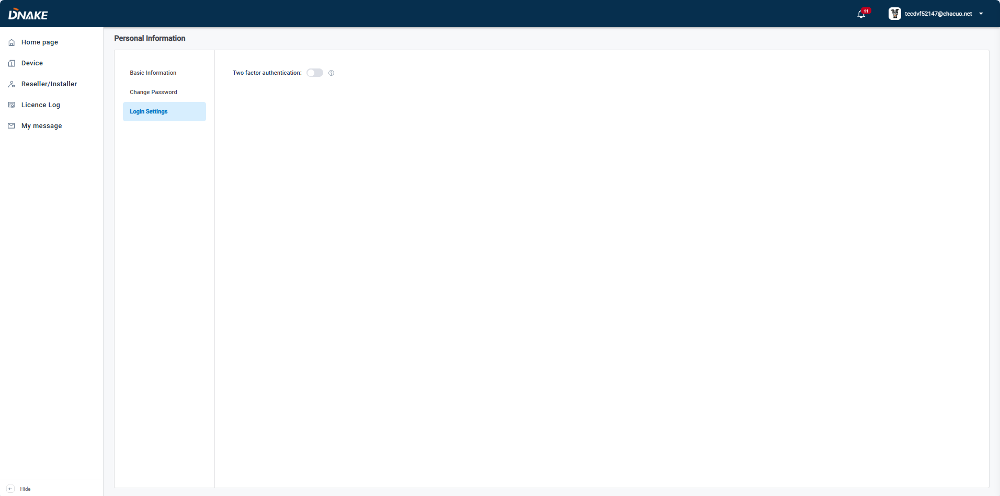 DNAKE
11
tecdvf52147@chacuo.net
Home page
Device
Reseller/Installer
Licence Log
My message
Hide
Personal Information
Basic Information
Change Password
Login Settings
Two factor authentication: